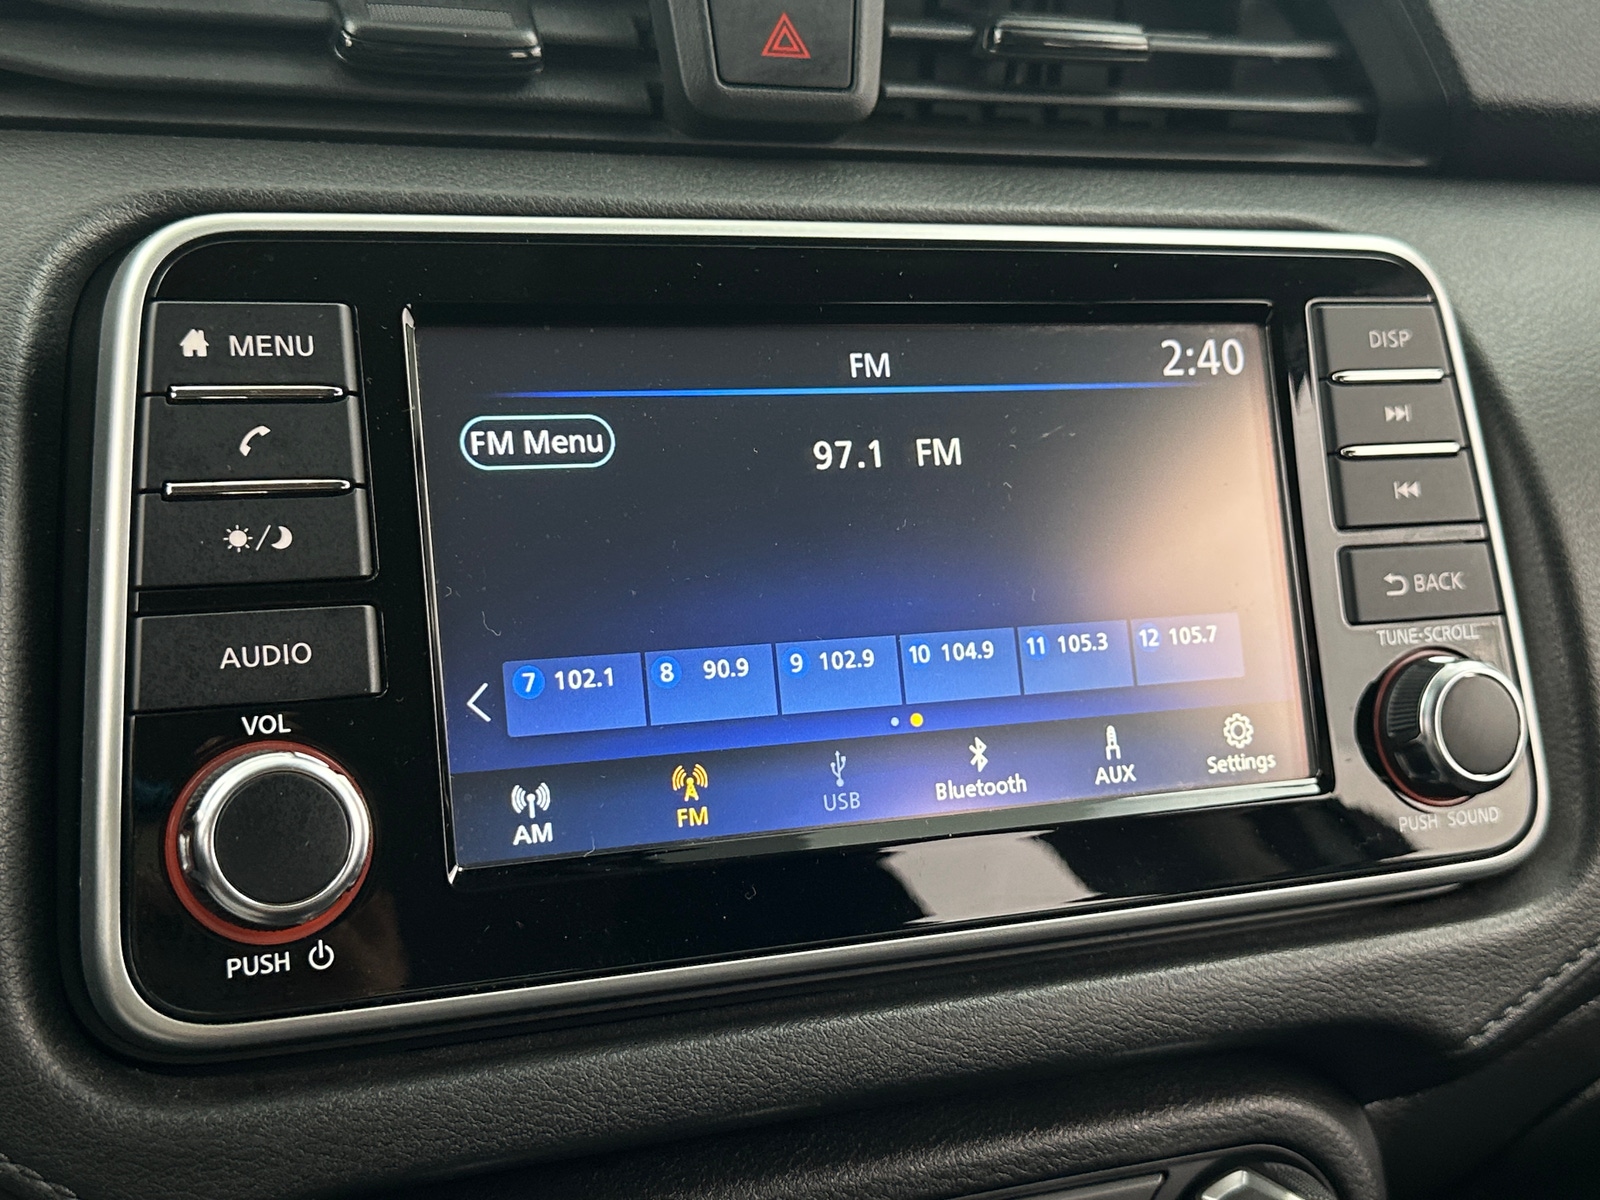 MENU
AUDIO
VOL
PUSH
FM
2:40
FM Menu
97.1 FM
7 102.1
8 90.9
9 102.9
10 104.9
11 105.3
12 105.7
AM
FM
USB
Bluetooth
AUX
Settings
DISP
BACK
TUNE·SCROLL
PUSH SOUND